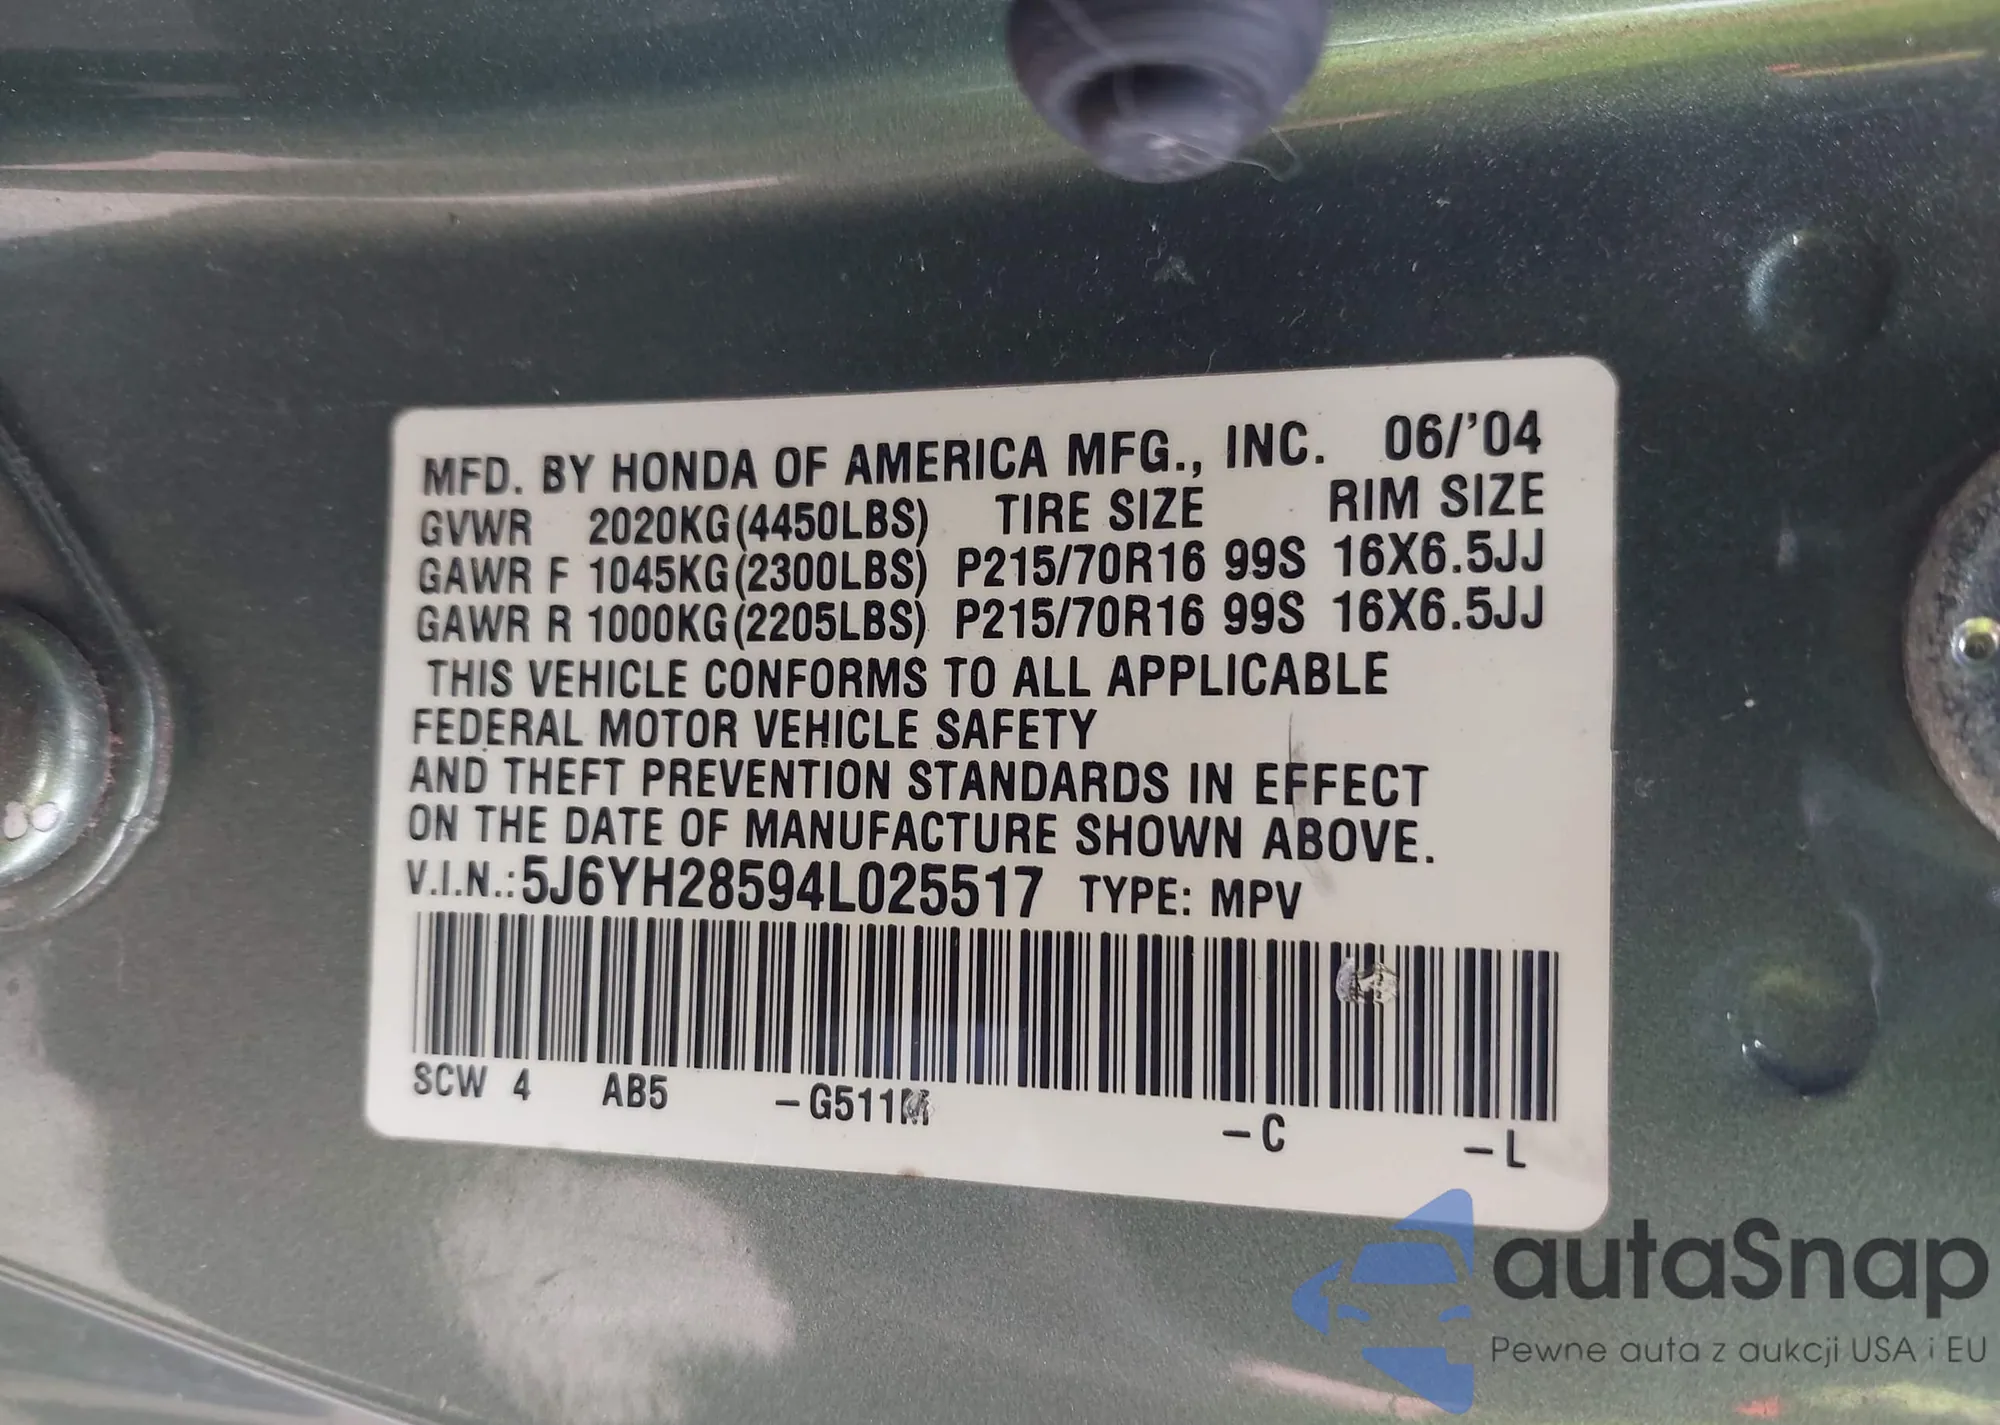 MFD. BY HONDA OF AMERICA MFG., INC. 06/'04
GVWR 2020KG(4450LBS) TIRE SIZE RIM SIZE
GAWR F 1045KG(2300LBS) P215/70R16 99S 16X6.5JJ
GAWR R 1000KG(2205LBS) P215/70R16 99S 16X6.5JJ
THIS VEHICLE CONFORMS TO ALL APPLICABLE
FEDERAL MOTOR VEHICLE SAFETY
AND THEFT PREVENTION STANDARDS IN EFFECT
ON THE DATE OF MANUFACTURE SHOWN ABOVE.
V.I.N.:5J6YH28594L025517 TYPE: MPV
SCW 4 AB5 -G511M -C -L
autaSnap
Pewne auta z aukcji USA i EU